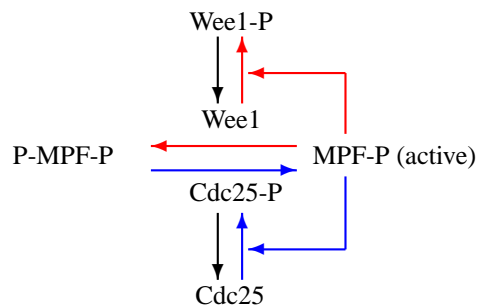 Wee1-P
Wee1
P-MPF-P
MPF-P (active)
Cdc25-P
Cdc25